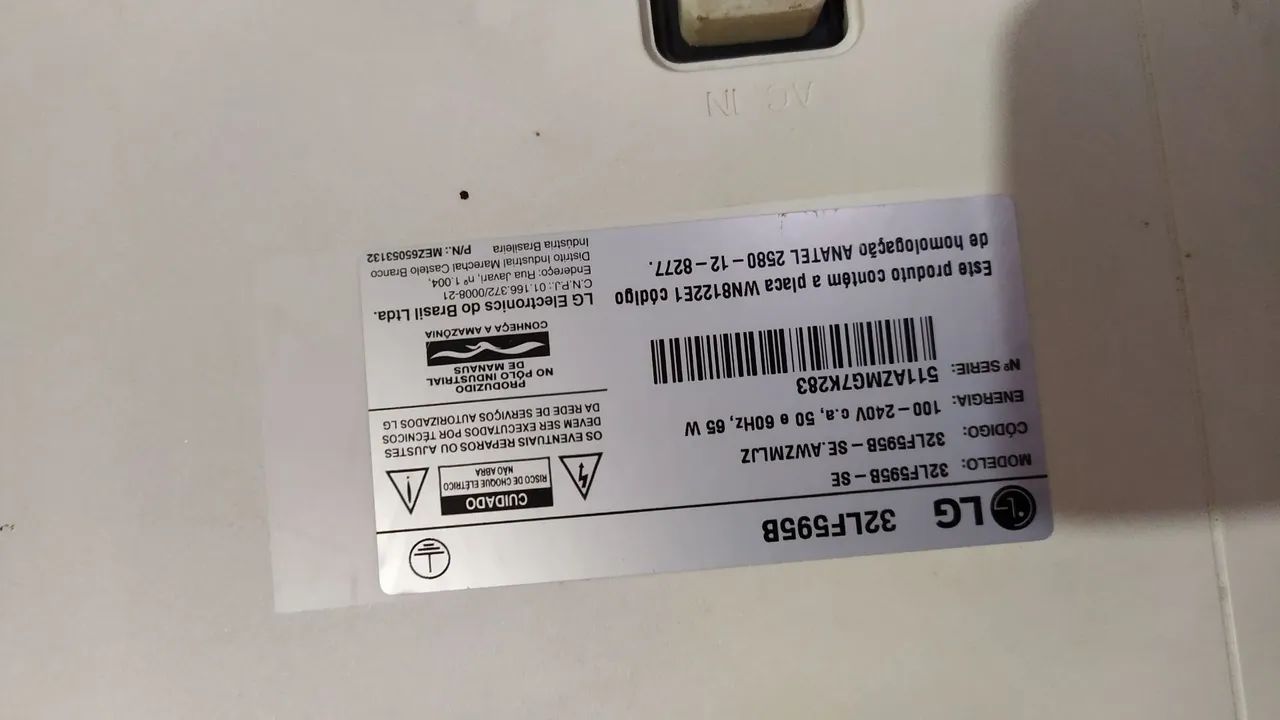 LG 32LF595B
MODELO: 32LF595B-SE
CÓDIGO: 32LF595B-SE.AWZMLJZ
ENERGIA: 100-240V c.a, 50 e 60Hz, 65 W
Nº SERIE: 511AZMG7K283
Este produto contém a placa WN8122E1 código
de homologação ANATEL 2580-12-8277.
CUIDADO
RISCO DE CHOQUE ELÉTRICO
NÃO ABRA
OS EVENTUAIS REPAROS OU AJUSTES
DEVEM SER EXECUTADOS POR TÉCNICOS
DA REDE DE SERVIÇOS AUTORIZADOS LG
PRODUZIDO
NO PÓLO INDUSTRIAL
DE MANAUS
CONHEÇA A AMAZÔNIA
LG Electronics do Brasil Ltda.
C.N.P.J.: 01.166.372/0008-21
Endereço: Rua Javari, nº 1.004,
Distrito Industrial Marechal Castelo Branco
Indústria Brasileira P/N.: MEZ65053132
AC IN